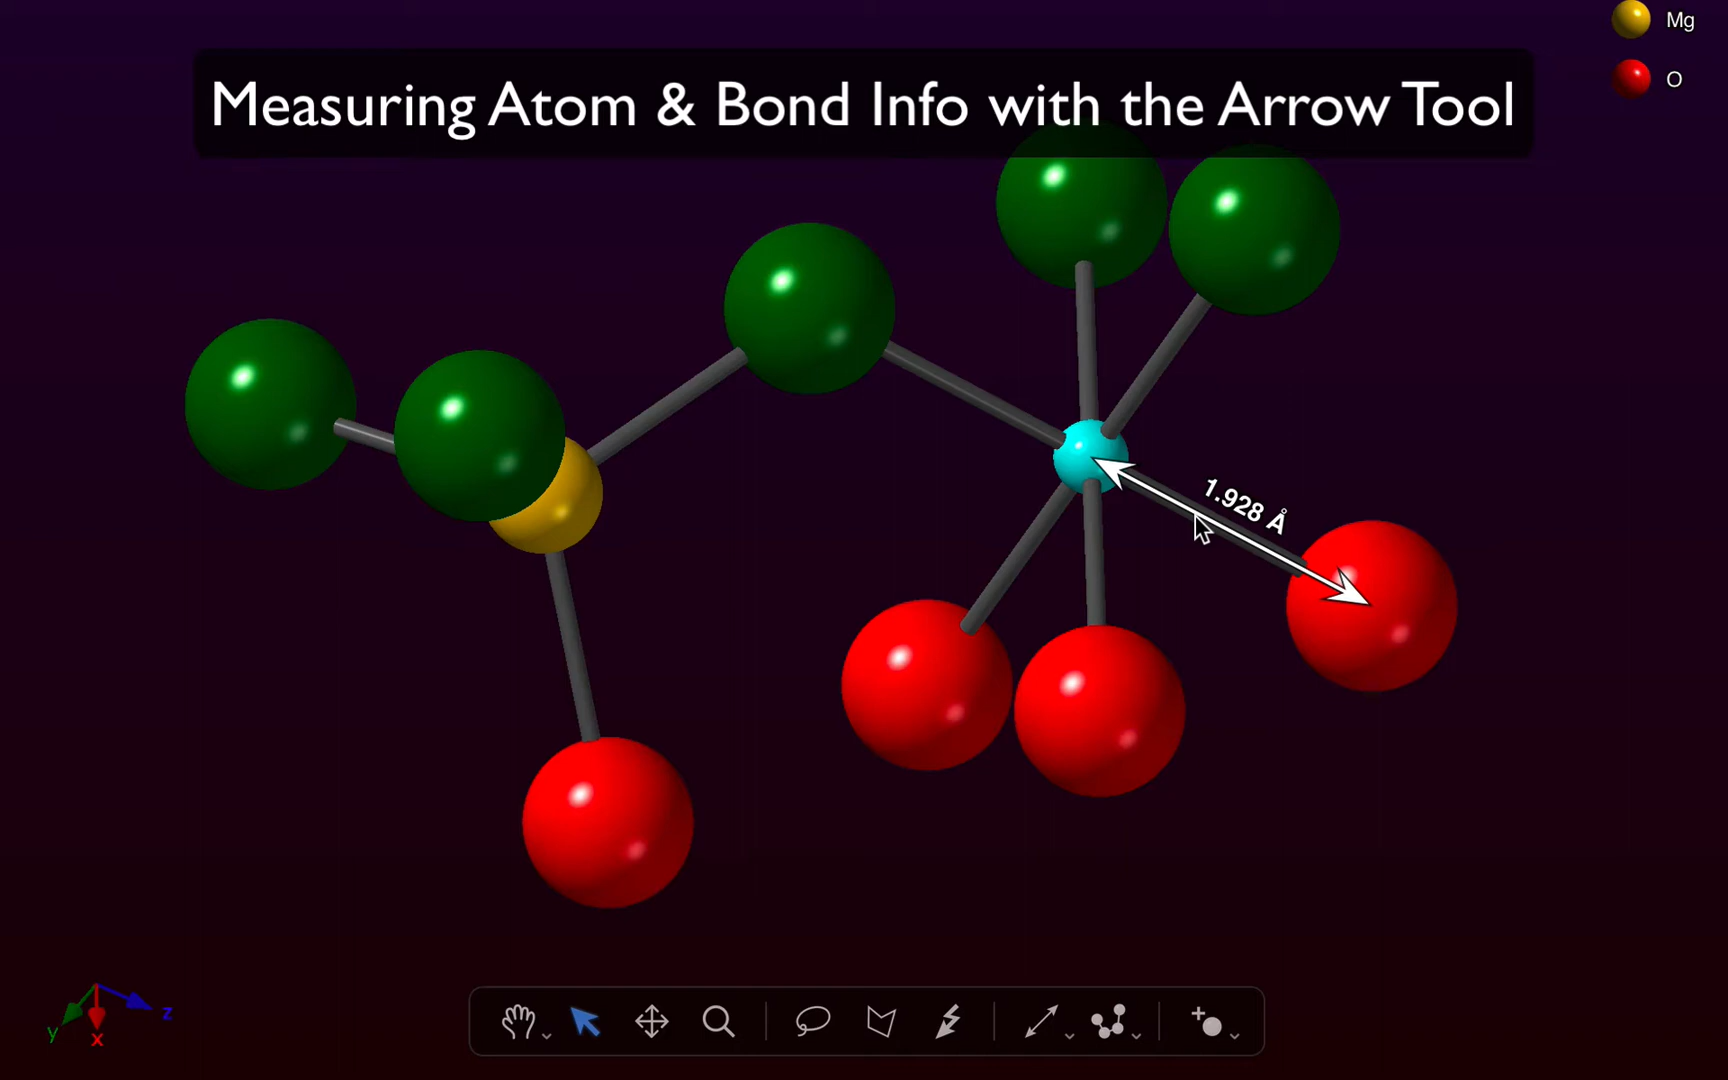 Mg
Measuring Atom & Bond Info with the Arrow Tool
O
1.928 Å
y
x
z